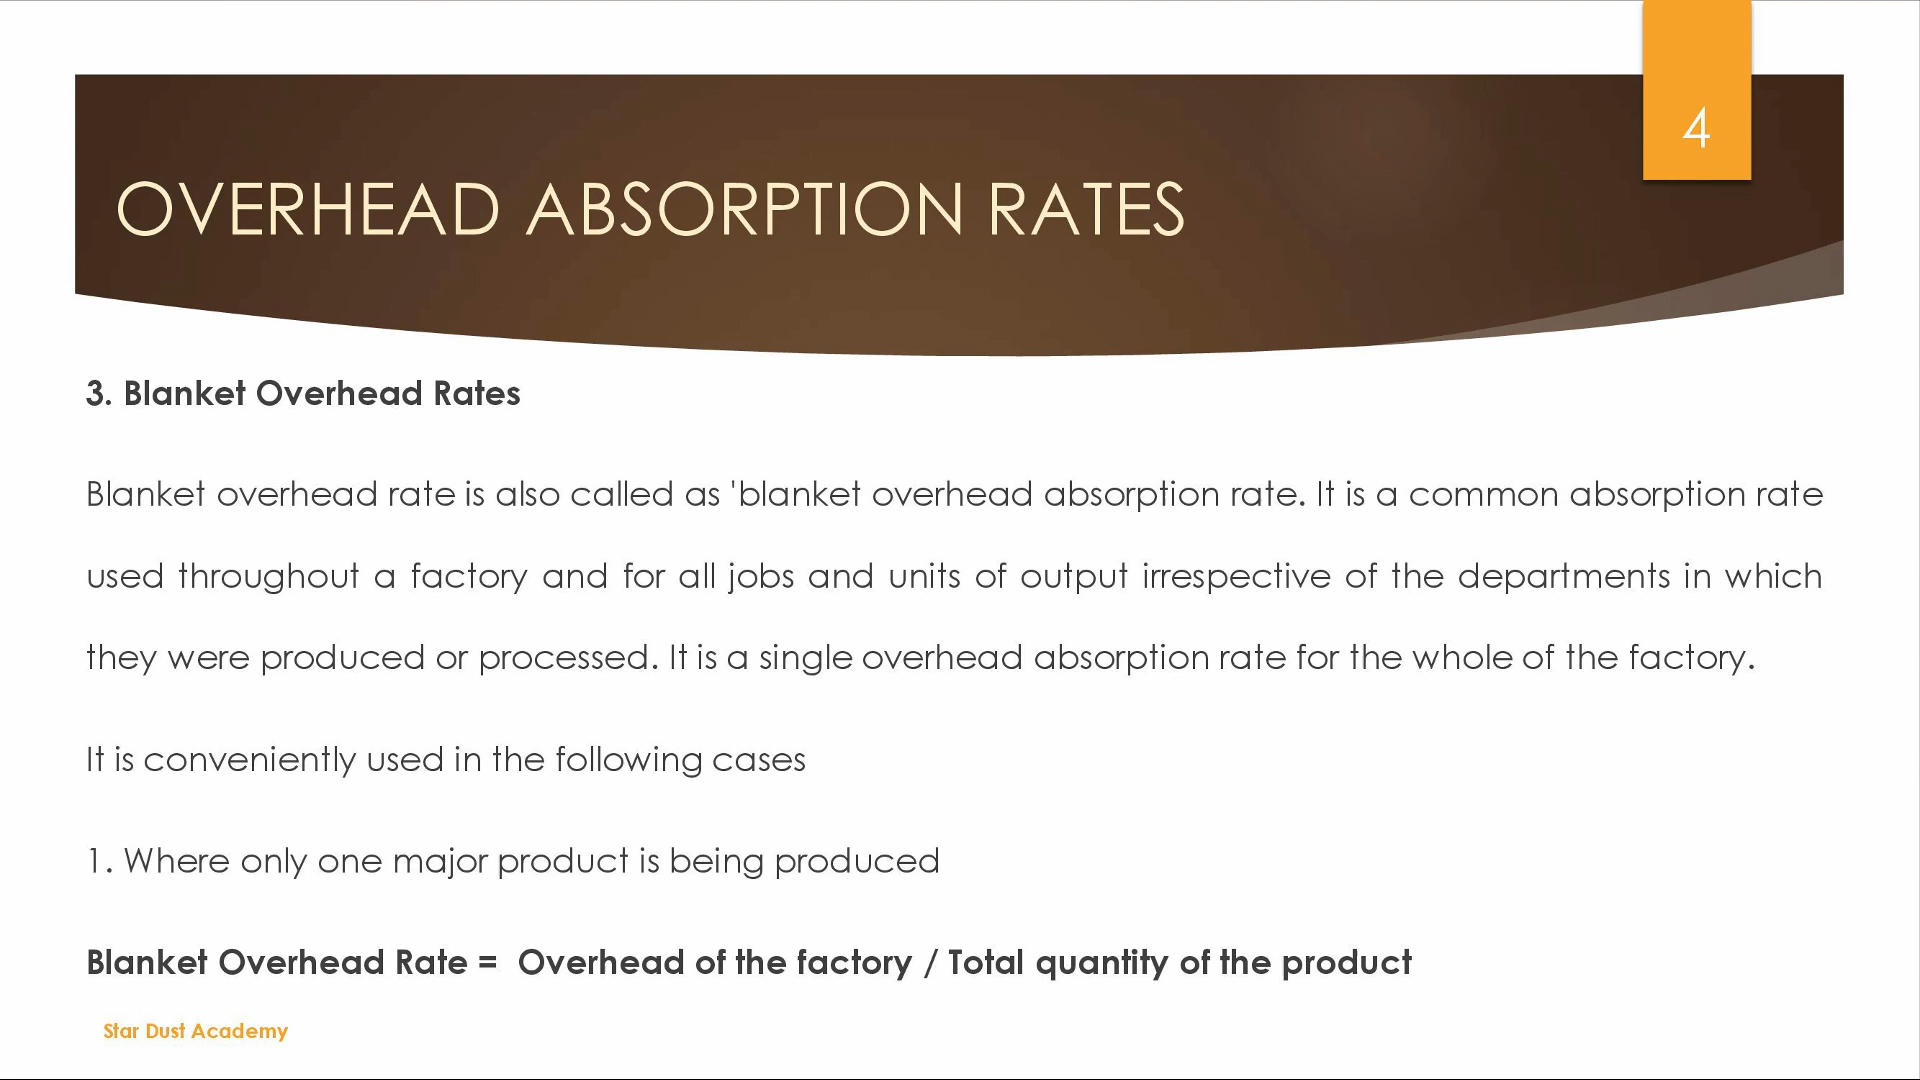 4
OVERHEAD ABSORPTION RATES
3. Blanket Overhead Rates
Blanket overhead rate is also called as 'blanket overhead absorption rate. It is a common absorption rate
used throughout a factory and for all jobs and units of output irrespective of the departments in which
they were produced or processed. It is a single overhead absorption rate for the whole of the factory.
It is conveniently used in the following cases
1. Where only one major product is being produced
Blanket Overhead Rate =  Overhead of the factory / Total quantity of the product
Star Dust Academy